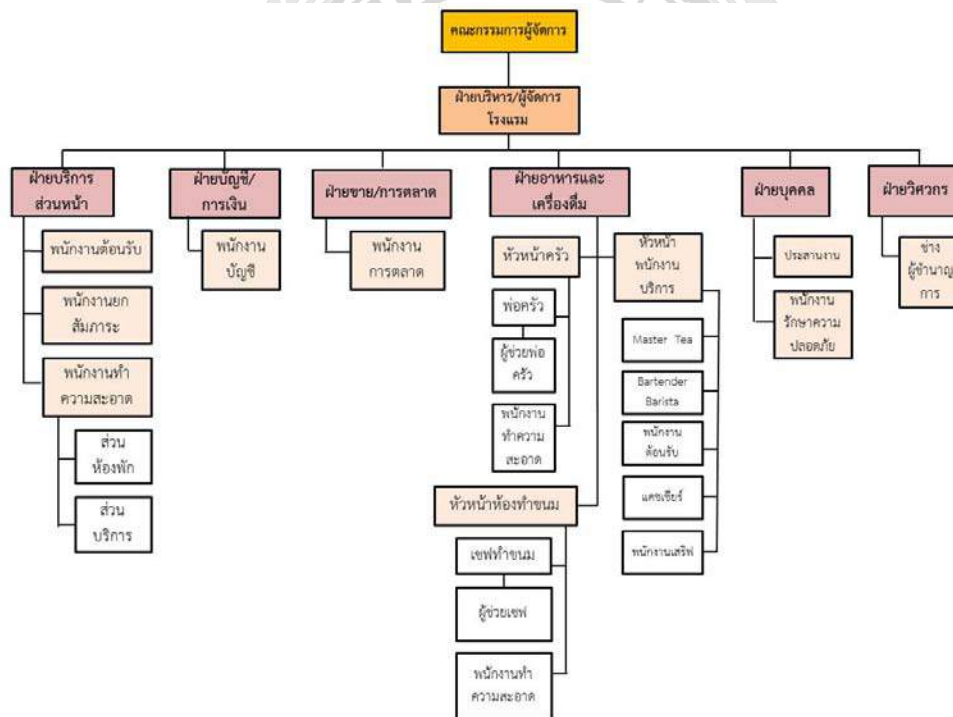 คณะกรรมการผู้จัดการ
ฝ่ายบริหาร/ผู้จัดการ
โรงแรม
ฝ่ายบริการ
ส่วนหน้า
พนักงานต้อนรับ
พนักงานยก
สัมภาระ
พนักงานทำ
ความสะอาด
ส่วน
ห้องพัก
ส่วน
บริการ
ฝ่ายบัญชี/
การเงิน
พนักงาน
บัญชี
ฝ่ายขาย/การตลาด
พนักงาน
การตลาด
ฝ่ายอาหารและ
เครื่องดื่ม
หัวหน้าครัว
พ่อครัว
ผู้ช่วยพ่อ
ครัว
พนักงาน
ทำความ
สะอาด
หัวหน้า
พนักงาน
บริการ
Master Tea
Bartender
Barista
พนักงาน
ต้อนรับ
แคชเชียร์
พนักงานเสริฟ
หัวหน้าห้องทำขนม
เชฟทำขนม
ผู้ช่วยเชฟ
พนักงานทำ
ความสะอาด
ฝ่ายบุคคล
ประสานงาน
พนักงาน
รักษาความ
ปลอดภัย
ฝ่ายวิศวกร
ช่าง
ผู้ชำนาญ
การ